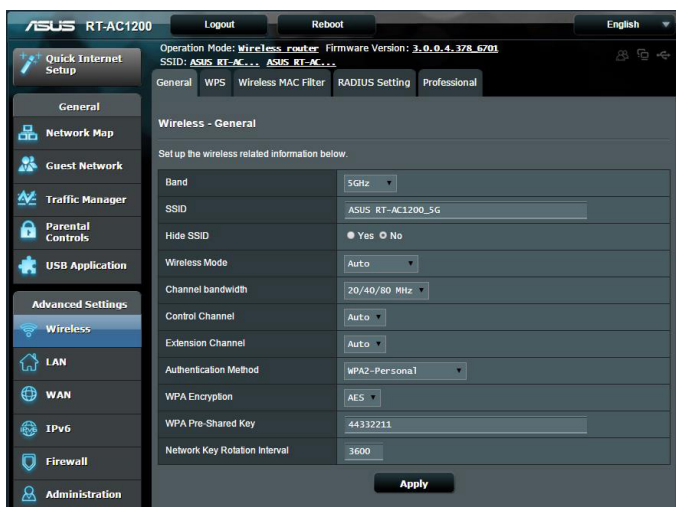 ASUS RT-AC1200 Logout Reboot English
Quick Internet Setup
Operation Mode: Wireless router Firmware Version: 3.0.0.4.378_6701
SSID: ASUS RT-AC... ASUS RT-AC...
General WPS Wireless MAC Filter RADIUS Setting Professional
General
Network Map
Guest Network
Traffic Manager
Parental Controls
USB Application
Advanced Settings
Wireless
LAN
WAN
IPv6
Firewall
Administration
Wireless - General
Set up the wireless related information below.
Band 5GHz
SSID ASUS RT-AC1200_5G
Hide SSID Yes No
Wireless Mode Auto
Channel bandwidth 20/40/80 MHz
Control Channel Auto
Extension Channel Auto
Authentication Method WPA2-Personal
WPA Encryption AES
WPA Pre-Shared Key 44332211
Network Key Rotation Interval 3600
Apply